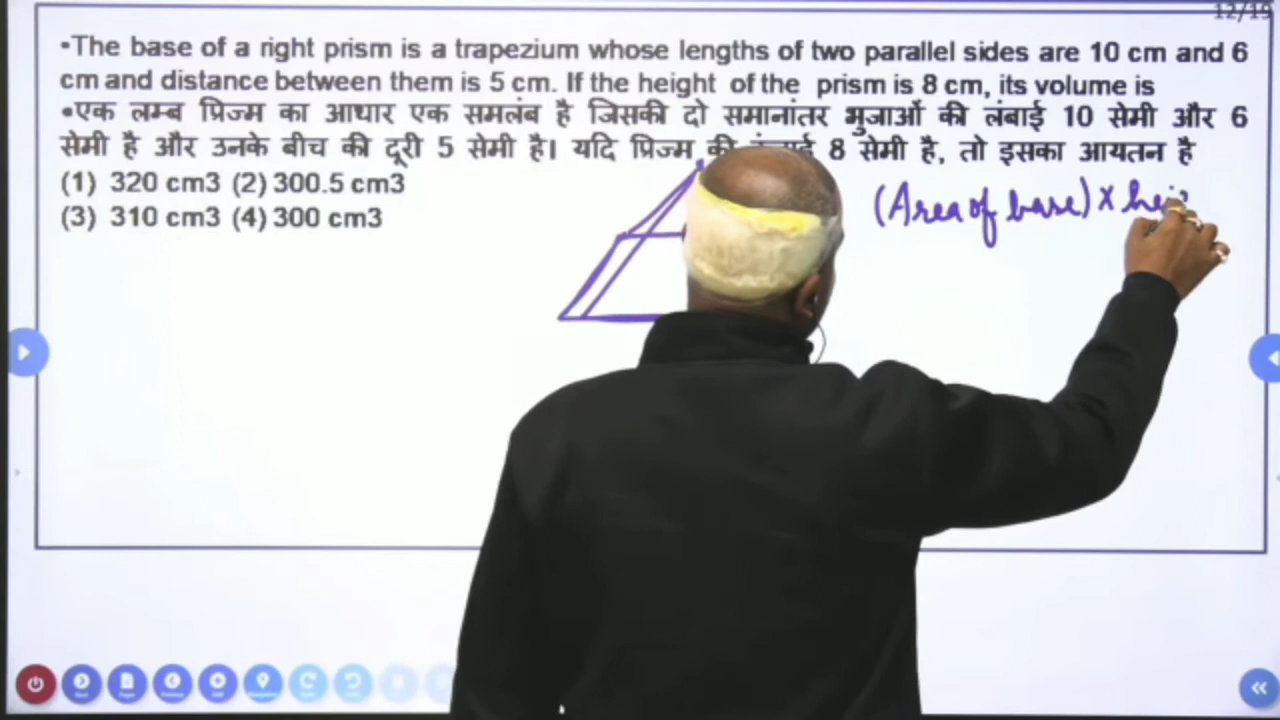 12/19
•The base of a right prism is a trapezium whose lengths of two parallel sides are 10 cm and 6
cm and distance between them is 5 cm. If the height of the prism is 8 cm, its volume is
•एक लम्ब प्रिज्म का आधार एक समलंब है जिसकी दो समानांतर भुजाओं की लंबाई 10 सेमी और 6
सेमी है और उनके बीच की दूरी 5 सेमी है। यदि प्रिज्म की 8 सेमी है, तो इसका आयतन है
(1) 320 cm3 (2) 300.5 cm3
(3) 310 cm3 (4) 300 cm3
(Area of base) X hei